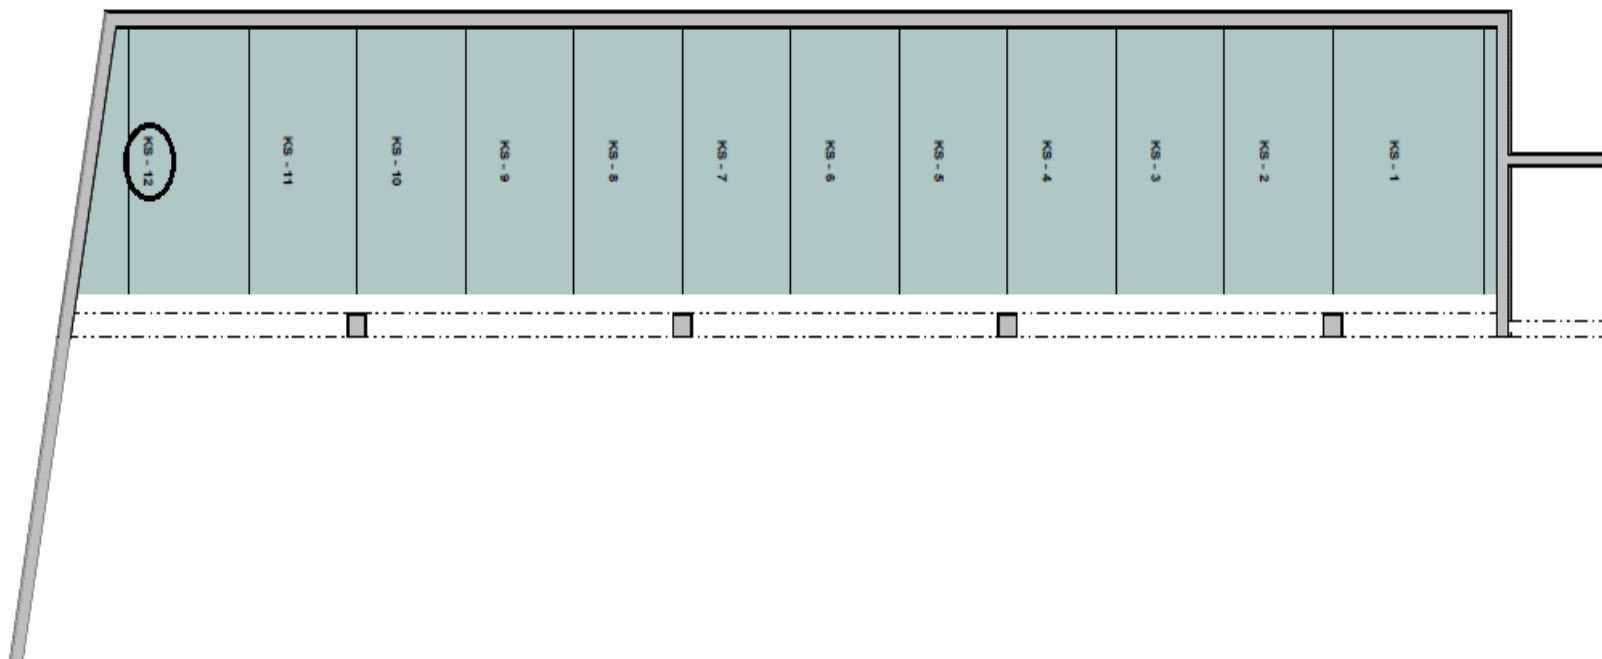 KS - 12
KS - 11
KS - 10
KS - 9
KS - 8
KS - 7
KS - 6
KS - 5
KS - 4
KS - 3
KS - 2
KS - 1